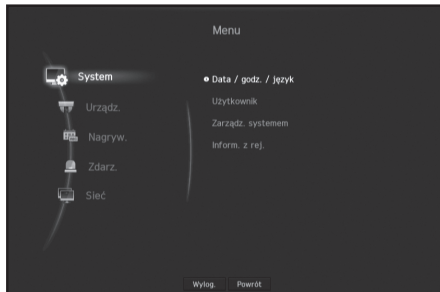 Menu
System
Urządz.
Nagryw.
Zdarz.
Sieć
Data / godz. / język
Użytkownik
Zarządz. systemem
Inform. z rej.
Wylog.
Powrót